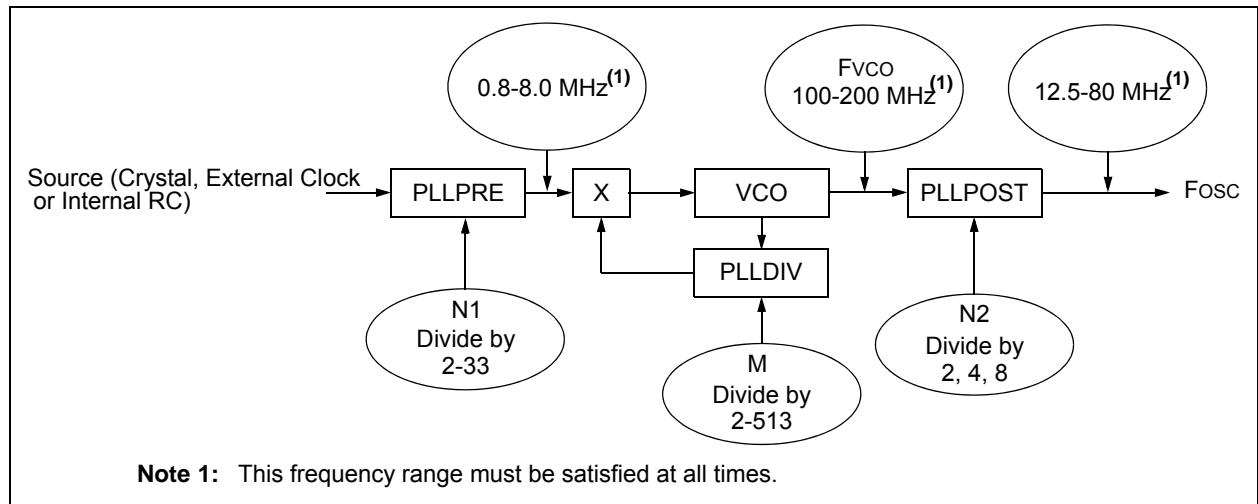 0.8-8.0 MHz(1)
FVCO
100-200 MHz(1)
12.5-80 MHz(1)
Source (Crystal, External Clock
or Internal RC)
PLLPRE
X
VCO
PLLPOST
FOSC
PLLDIV
N1
Divide by
2-33
M
Divide by
2-513
N2
Divide by
2, 4, 8
Note 1: This frequency range must be satisfied at all times.